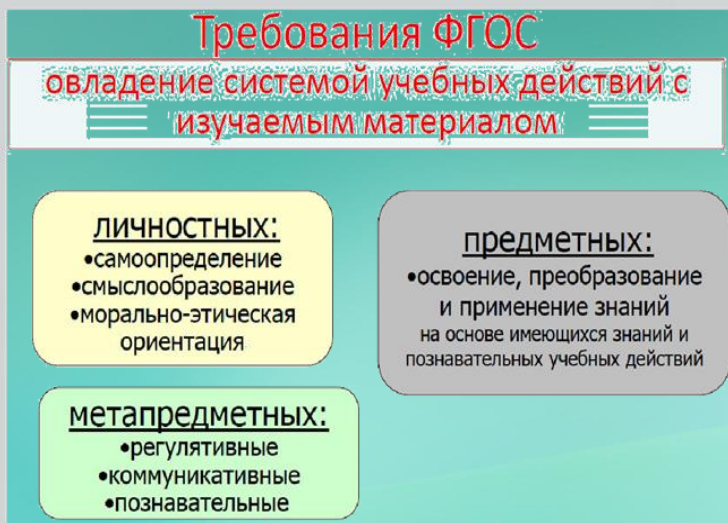 Требования ФГОС
овладение системой учебных действий с
изучаемым материалом
личностных:
•самоопределение
•смыслообразование
•морально-этическая
ориентация
предметных:
•освоение, преобразование
и применение знаний
на основе имеющихся знаний и
познавательных учебных действий
метапредметных:
•регулятивные
•коммуникативные
•познавательные